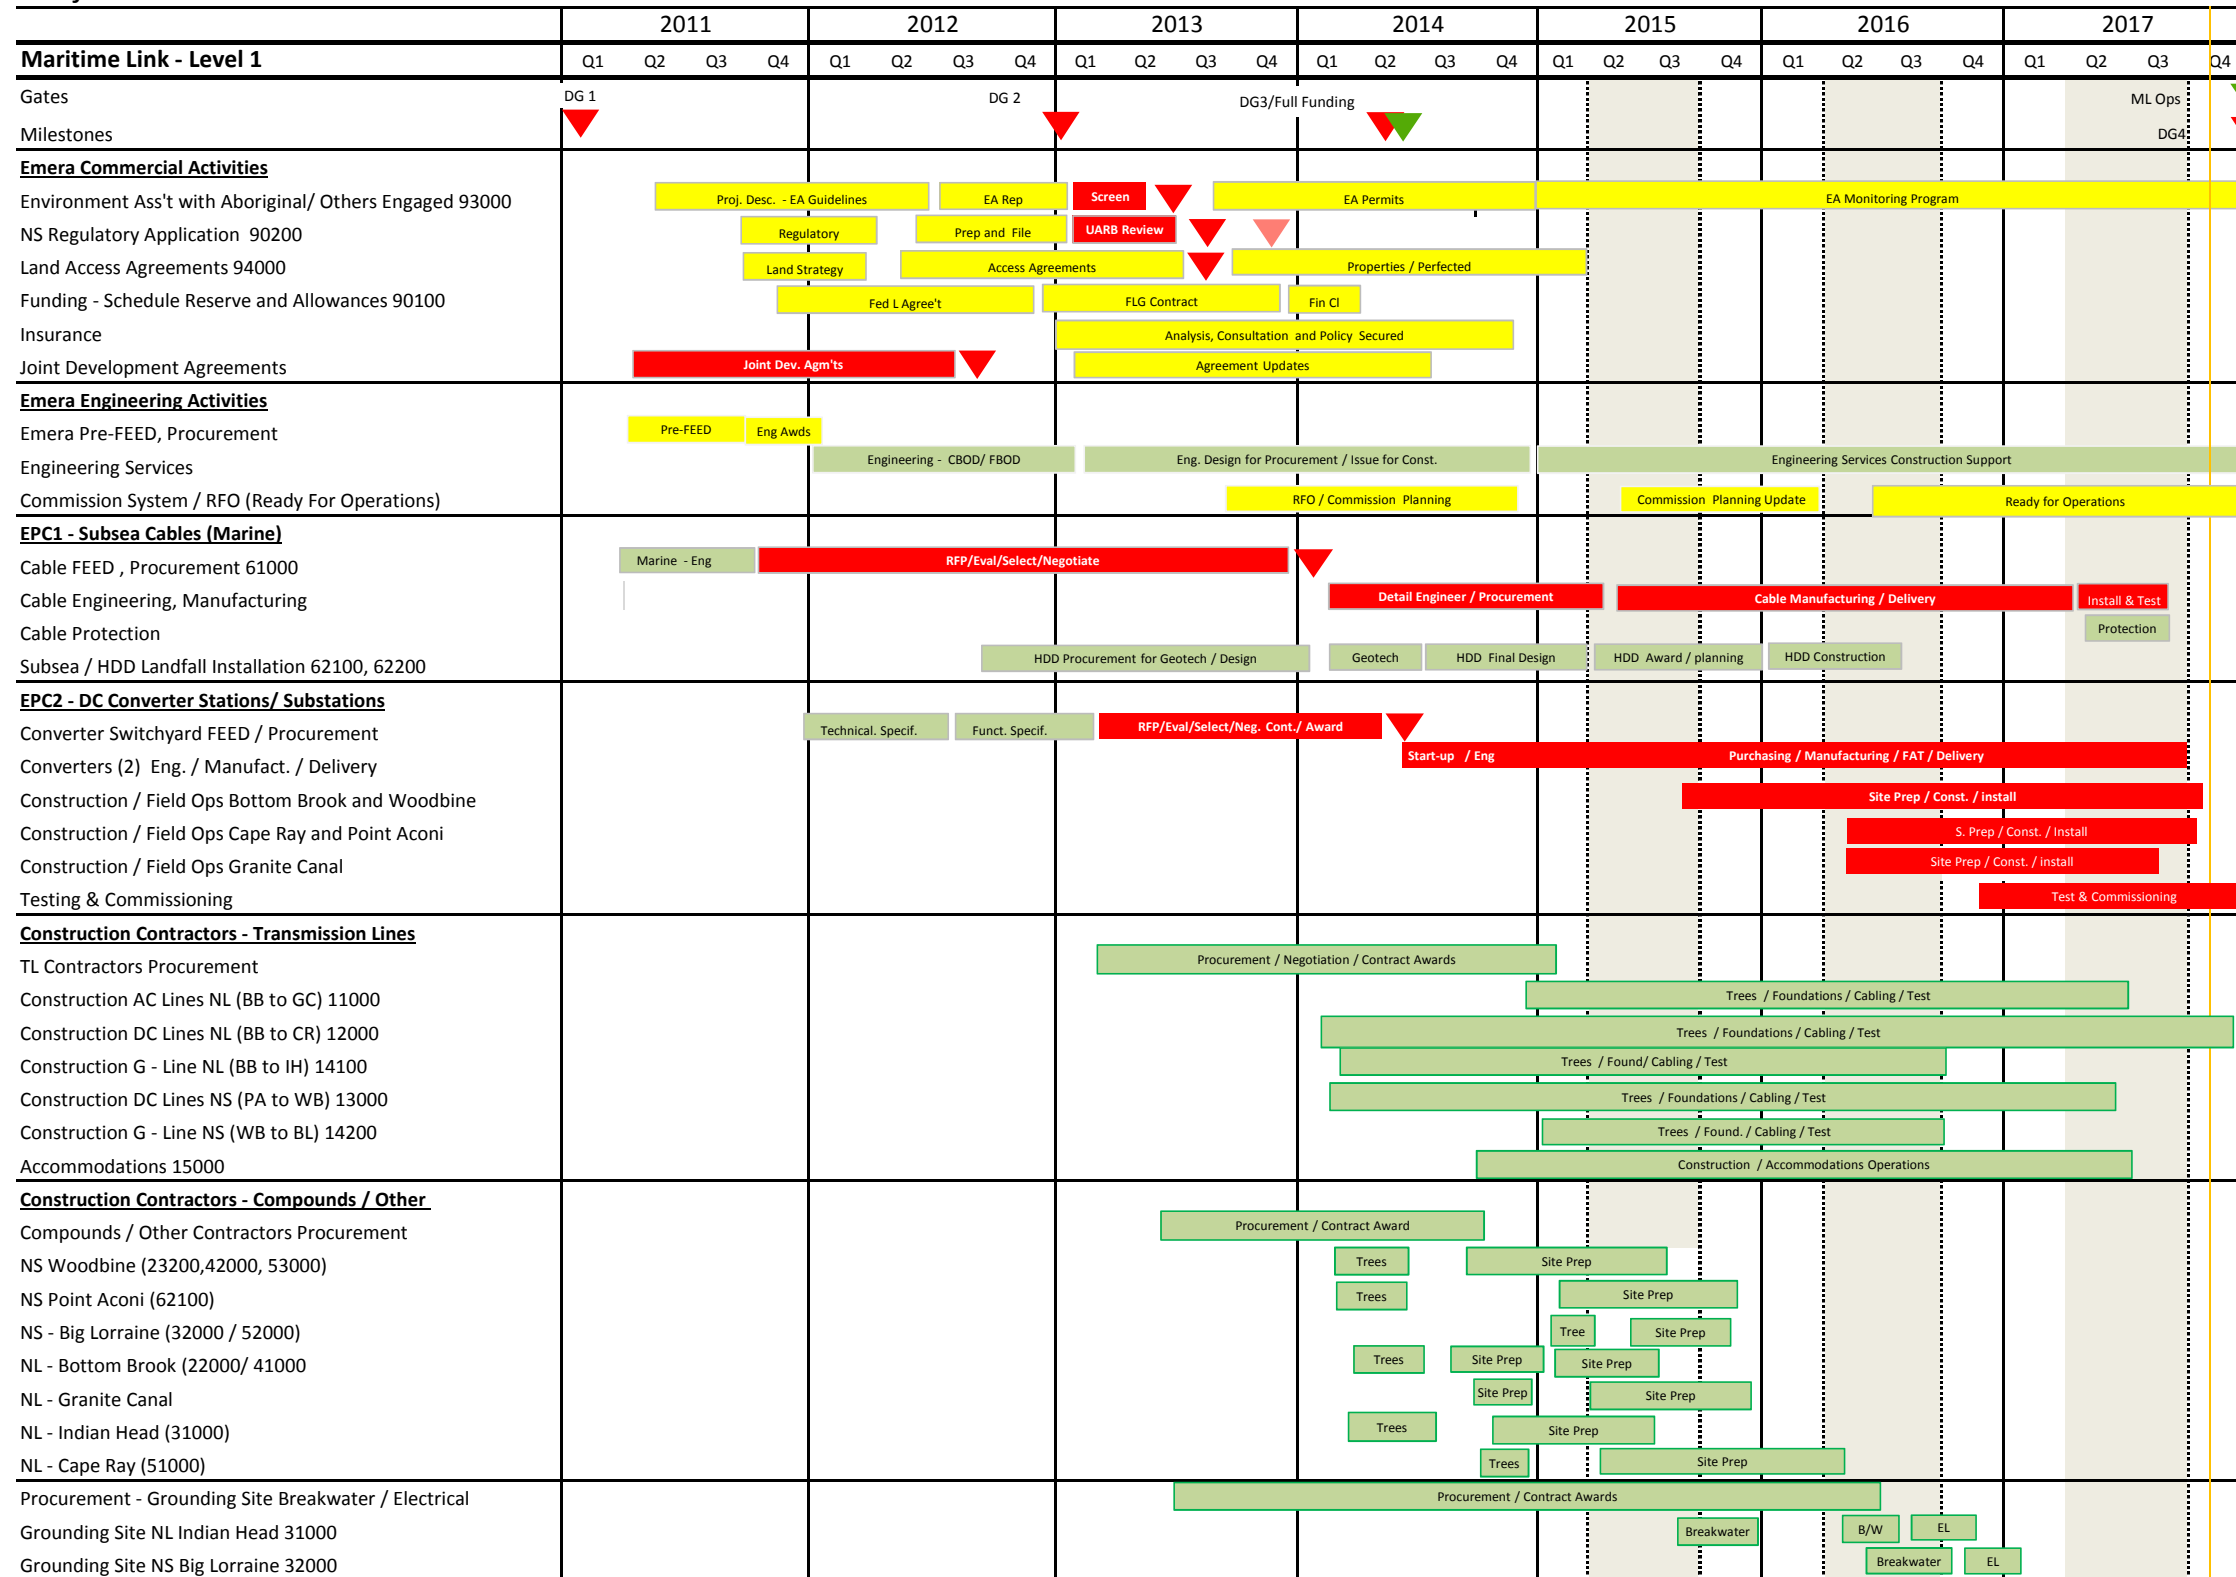 2011 2012 2013 2014 2015 2016 2017
Maritime Link - Level 1 Q1 Q2 Q3 Q4 Q1 Q2 Q3 Q4 Q1 Q2 Q3 Q4 Q1 Q2 Q3 Q4 Q1 Q2 Q3 Q4 Q1 Q2 Q3 Q4 Q1 Q2 Q3 Q4
Gates DG 1 DG 2 DG3/Full Funding ML Ops
Milestones DG4
Emera Commercial Activities
Environment Ass't with Aboriginal/ Others Engaged 93000 Proj. Desc. - EA Guidelines EA Rep Screen EA Permits EA Monitoring Program
NS Regulatory Application 90200 Regulatory Prep and File UARB Review
Land Access Agreements 94000 Land Strategy Access Agreements Properties / Perfected
Funding - Schedule Reserve and Allowances 90100 Fed L Agree't FLG Contract Fin Cl
Insurance Analysis, Consultation and Policy Secured
Joint Development Agreements Joint Dev. Agm'ts Agreement Updates
Emera Engineering Activities
Emera Pre-FEED, Procurement Pre-FEED Eng Awds
Engineering Services Engineering - CBOD/ FBOD Eng. Design for Procurement / Issue for Const. Engineering Services Construction Support
Commission System / RFO (Ready For Operations) RFO / Commission Planning Commission Planning Update Ready for Operations
EPC1 - Subsea Cables (Marine)
Cable FEED , Procurement 61000 Marine - Eng RFP/Eval/Select/Negotiate
Cable Engineering, Manufacturing Detail Engineer / Procurement Cable Manufacturing / Delivery Install & Test
Cable Protection Protection
Subsea / HDD Landfall Installation 62100, 62200 HDD Procurement for Geotech / Design Geotech HDD Final Design HDD Award / planning HDD Construction
EPC2 - DC Converter Stations/ Substations
Converter Switchyard FEED / Procurement Technical. Specif. Funct. Specif. RFP/Eval/Select/Neg. Cont./ Award
Converters (2) Eng. / Manufact. / Delivery Start-up / Eng Purchasing / Manufacturing / FAT / Delivery
Construction / Field Ops Bottom Brook and Woodbine Site Prep / Const. / install
Construction / Field Ops Cape Ray and Point Aconi S. Prep / Const. / Install
Construction / Field Ops Granite Canal Site Prep / Const. / install
Testing & Commissioning Test & Commissioning
Construction Contractors - Transmission Lines
TL Contractors Procurement Procurement / Negotiation / Contract Awards
Construction AC Lines NL (BB to GC) 11000 Trees / Foundations / Cabling / Test
Construction DC Lines NL (BB to CR) 12000 Trees / Foundations / Cabling / Test
Construction G - Line NL (BB to IH) 14100 Trees / Found/ Cabling / Test
Construction DC Lines NS (PA to WB) 13000 Trees / Foundations / Cabling / Test
Construction G - Line NS (WB to BL) 14200 Trees / Found. / Cabling / Test
Accommodations 15000 Construction / Accommodations Operations
Construction Contractors - Compounds / Other
Compounds / Other Contractors Procurement Procurement / Contract Award
NS Woodbine (23200,42000, 53000) Trees Site Prep
NS Point Aconi (62100) Trees Site Prep
NS - Big Lorraine (32000 / 52000) Tree Site Prep
NL - Bottom Brook (22000/ 41000 Trees Site Prep Site Prep
NL - Granite Canal Site Prep Site Prep
NL - Indian Head (31000) Trees Site Prep
NL - Cape Ray (51000) Trees Site Prep
Procurement - Grounding Site Breakwater / Electrical Procurement / Contract Awards
Grounding Site NL Indian Head 31000 Breakwater B/W EL
Grounding Site NS Big Lorraine 32000 Breakwater EL